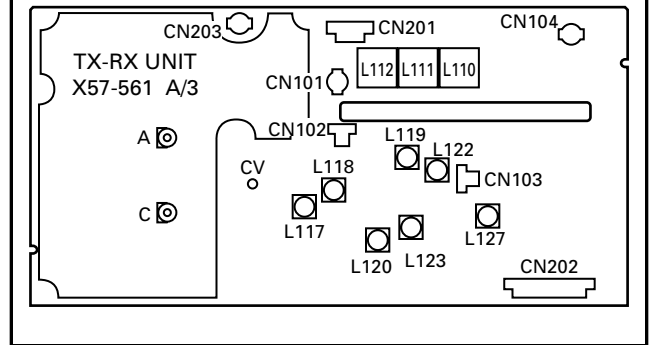 CN203
CN201
CN104
TX-RX UNIT
X57-561 A/3
CN101
L112
L111
L110
CN102
L119
L122
A
CV
L118
CN103
C
L117
L127
L120
L123
CN202